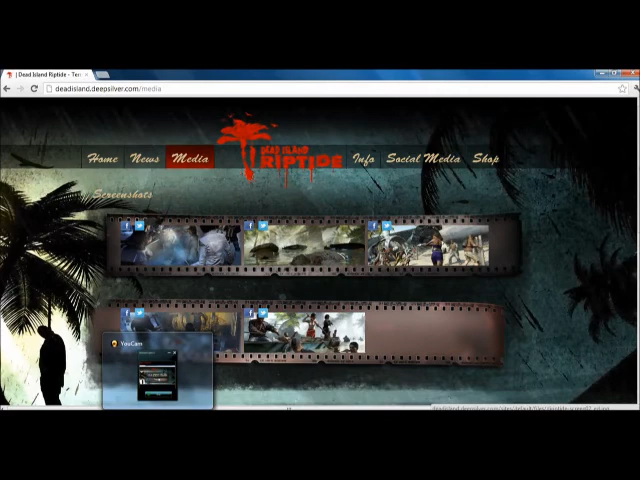 | Dead Island Riptide - Terr
deadisland.deepsilver.com/media
Home News Media
DEAD ISLAND
RIPTIDE
Info Social Media Shop
Screenshots
YouCam